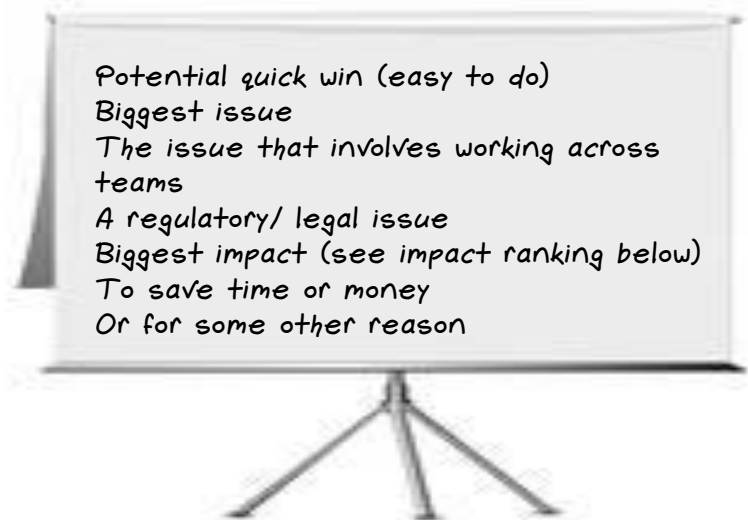 Potential quick win (easy to do)
Biggest issue
The issue that involves working across
teams
A regulatory/ legal issue
Biggest impact (see impact ranking below)
To save time or money
Or for some other reason